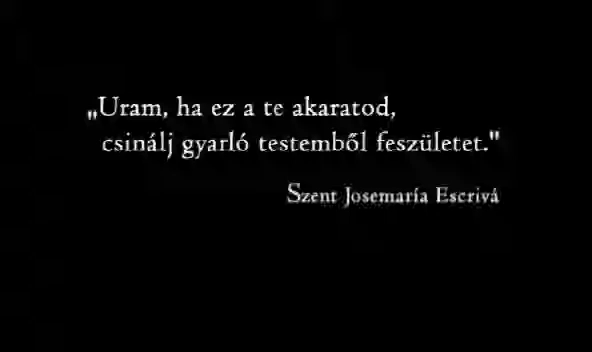 „Uram, ha ez a te akaratod,
csinálj gyarló testemből feszületet."
Szent Josemaría Escrivá